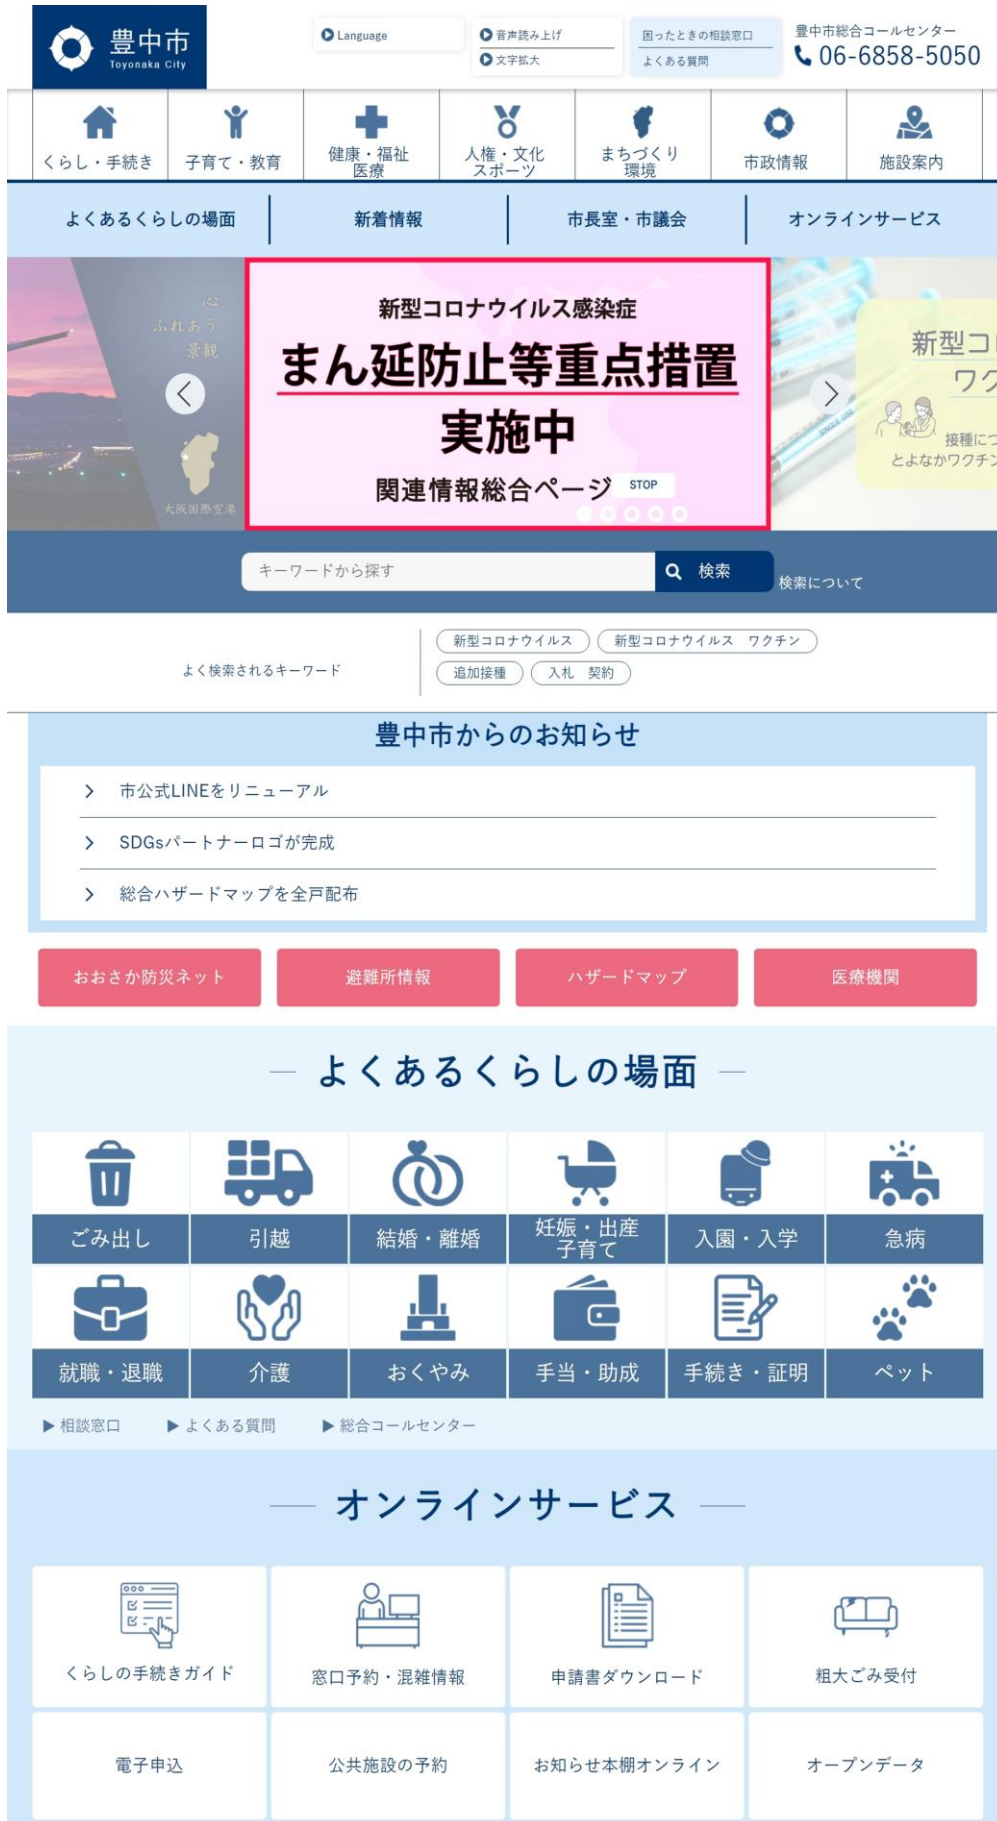 豊中市
Toyonaka City
Language
音声読み上げ
文字拡大
困ったときの相談窓口
よくある質問
豊中市総合コールセンター
06-6858-5050
くらし・手続き
子育て・教育
健康・福祉
医療
人権・文化
スポーツ
まちづくり
環境
市政情報
施設案内
よくあるくらしの場面
新着情報
市長室・市議会
オンラインサービス
心
ふれあう
景観
大阪国際空港
新型コロナウイルス感染症
まん延防止等重点措置
実施中
関連情報総合ページ
STOP
新型コ
ワク
接種につ
とよなかワクチン
キーワードから探す
検索
検索について
よく検索されるキーワード
新型コロナウイルス
新型コロナウイルス ワクチン
追加接種
入札 契約
豊中市からのお知らせ
市公式LINEをリニューアル
SDGsパートナーロゴが完成
総合ハザードマップを全戸配布
おおさか防災ネット
避難所情報
ハザードマップ
医療機関
よくあるくらしの場面
ごみ出し
引越
結婚・離婚
妊娠・出産
子育て
入園・入学
急病
就職・退職
介護
おくやみ
手当・助成
手続き・証明
ペット
相談窓口
よくある質問
総合コールセンター
オンラインサービス
くらしの手続きガイド
窓口予約・混雑情報
申請書ダウンロード
粗大ごみ受付
電子申込
公共施設の予約
お知らせ本棚オンライン
オープンデータ